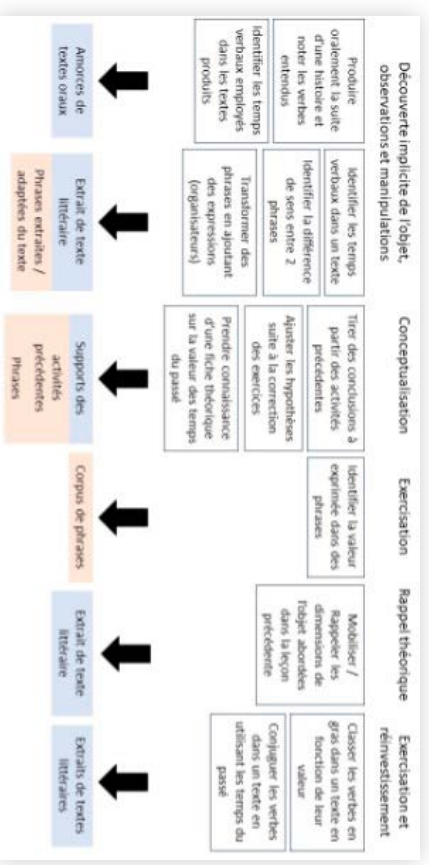 Découverte implicite de l'objet,
observations et manipulations
Produire
oralement la suite
d'une histoire et
noter les verbes
entendus
Identifier les temps
verbaux employés
dans les textes
produits
Amorces de
textes oraux
Identifier les temps
verbaux dans un texte
Identifier la différence
de sens entre 2
phrases
Transformer des
phrases en ajoutant
des expressions
(organisateurs)
Extrait de texte
littéraire
Phrases extraites /
adaptées du texte
Conceptualisation
Tirer des conclusions à
partir des activités
précédentes
Ajuster les hypothèses
suite à la correction
des exercices
Prendre connaissance
d'une fiche théorique
sur la valeur des temps
du passé
Supports des
activités
précédentes
Phrases
Exercisation
Identifier la valeur
exprimée dans des
phrases
Corpus de phrases
Rappel théorique
Mobiliser /
Rappeler les
dimensions de
l'objet abordées
dans la leçon
précédente
Extrait de texte
littéraire
Exercisation et
réinvestissement
Classer les verbes en
gras dans un texte en
fonction de leur
valeur
Conjuguer les verbes
dans un texte en
utilisant les temps du
passé
Extraits de textes
littéraires